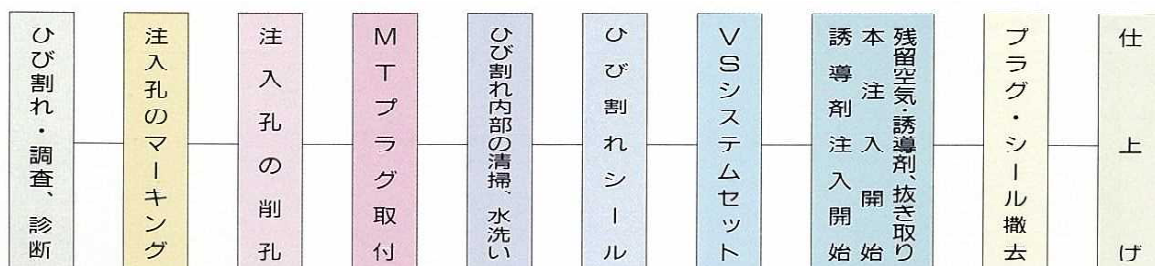 ひび割れ・調査、診断
注入孔のマーキング
注入孔の削孔
MTプラグ取付
ひび割れ内部の清掃、水洗い
ひび割れシール
VSシステムセット
残留空気・誘導剤、抜き取り
本注入開始
誘導剤注入開始
プラグ・シール撤去
仕上げ